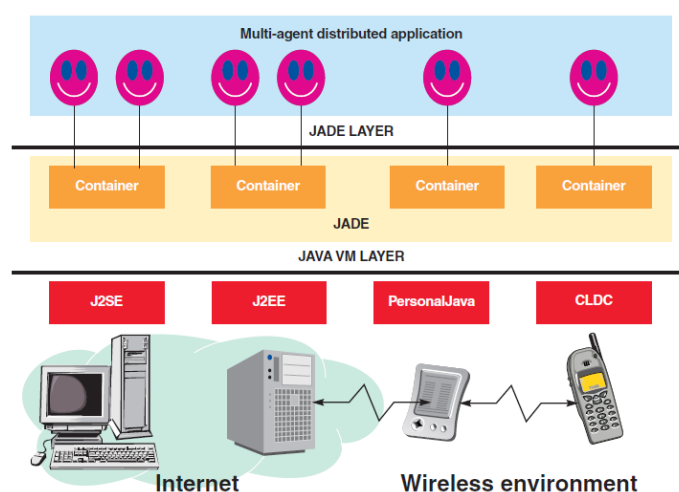 Multi-agent distributed application
JADE LAYER
Container Container Container Container
JADE
JAVA VM LAYER
J2SE J2EE PersonalJava CLDC
Internet Wireless environment